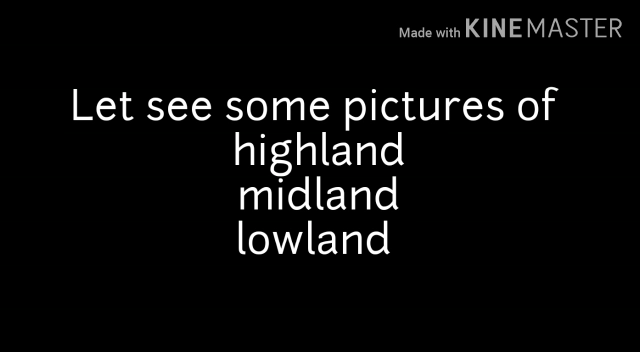 Made with KINEMASTER
Let see some pictures of
highland
midland
lowland